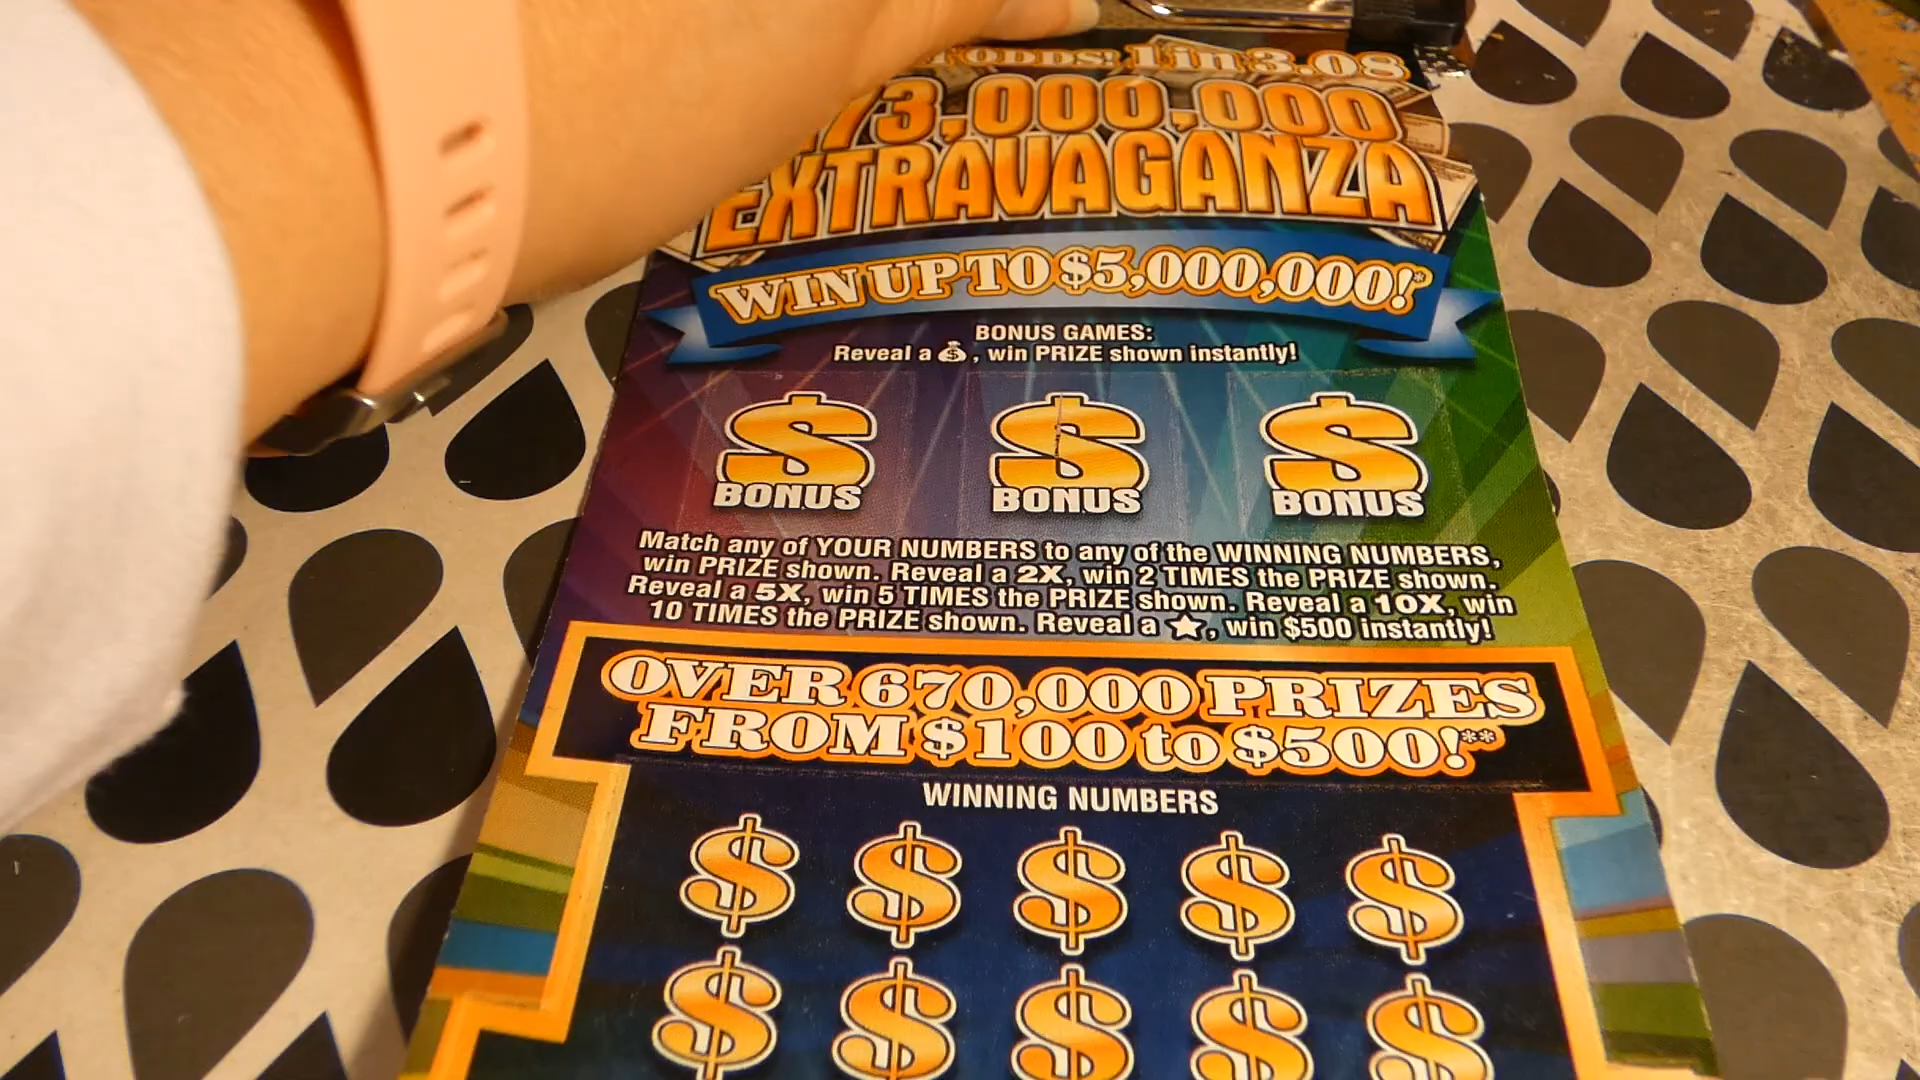 ODDS! 1 in 3.08
73,000,000
EXTRAVAGANZA
WIN UP TO $5,000,000!*
BONUS GAMES:
Reveal a $, win PRIZE shown instantly!
$ $ $
BONUS BONUS BONUS
Match any of YOUR NUMBERS to any of the WINNING NUMBERS,
win PRIZE shown. Reveal a 2X, win 2 TIMES the PRIZE shown.
Reveal a 5X, win 5 TIMES the PRIZE shown. Reveal a 10X, win
10 TIMES the PRIZE shown. Reveal a ★, win $500 instantly!
OVER 670,000 PRIZES
FROM $100 to $500!**
WINNING NUMBERS
$ $ $ $ $
$ $ $ $ $